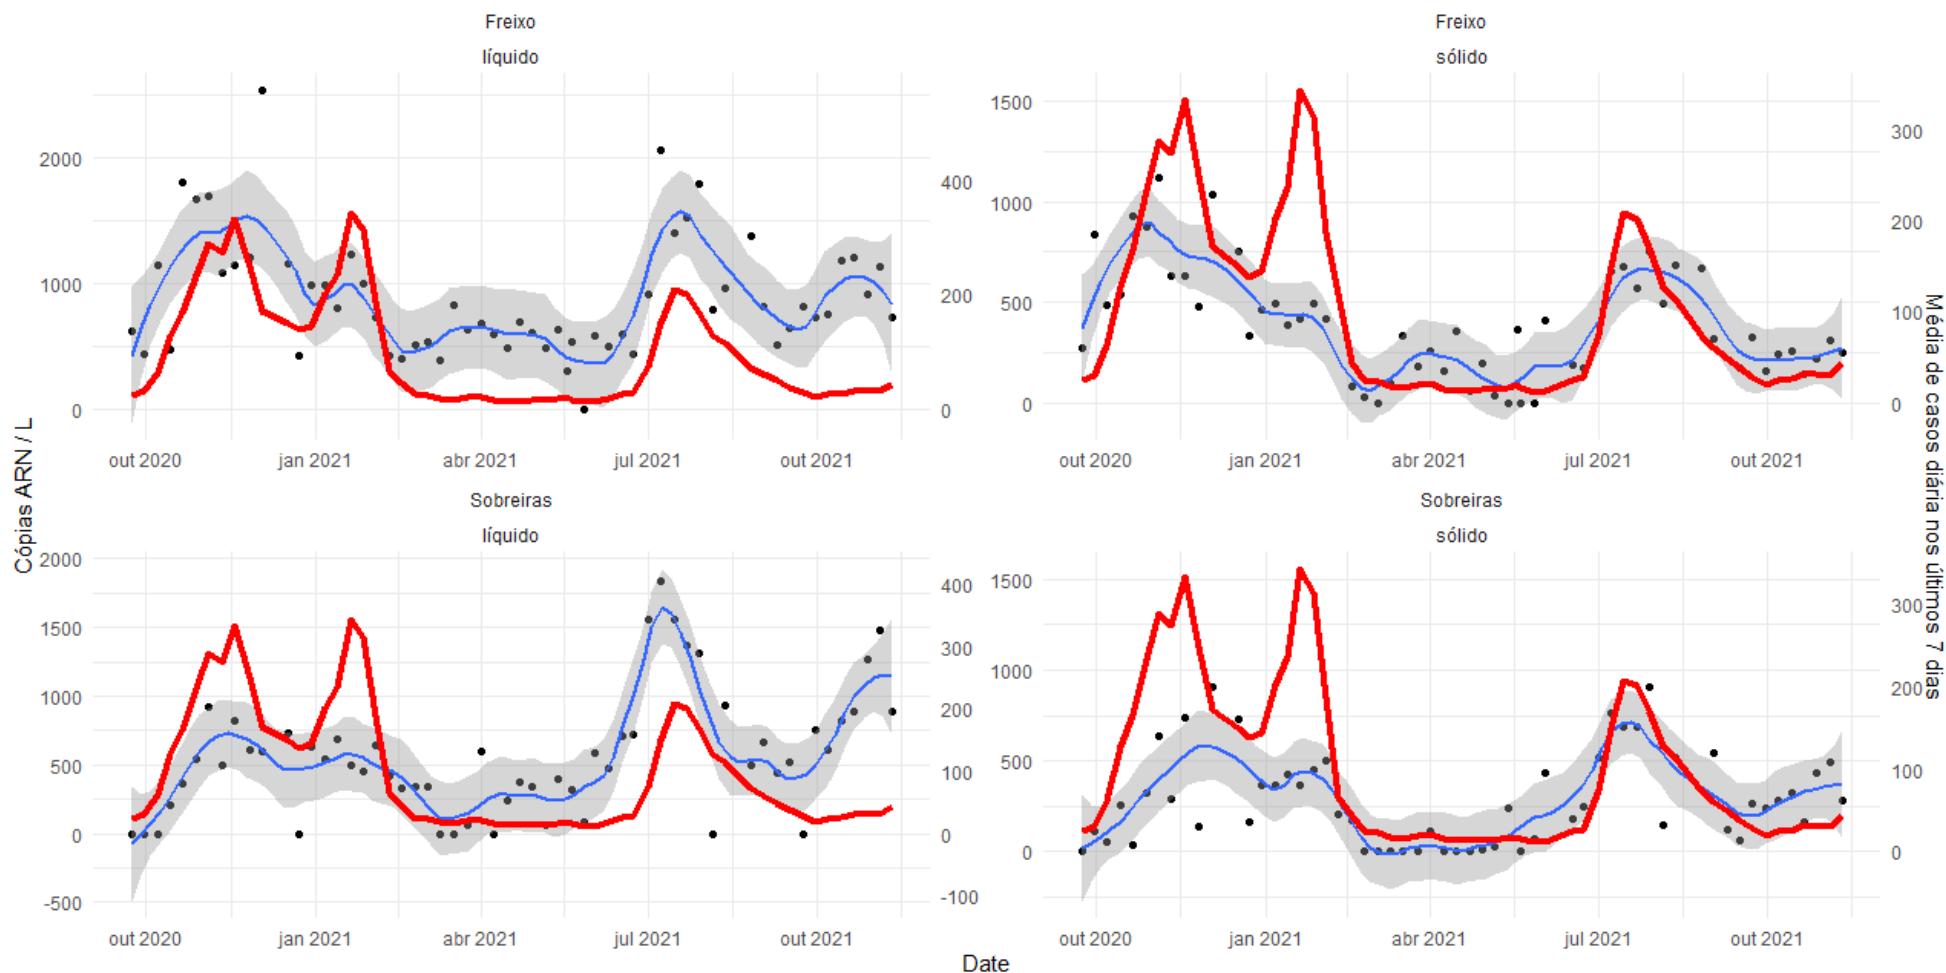 Freixo
líquido
2000
1000
0
400
200
0
out 2020
jan 2021
abr 2021
jul 2021
out 2021
Freixo
sólido
1500
1000
500
0
300
200
100
0
out 2020
jan 2021
abr 2021
jul 2021
out 2021
Sobreiras
líquido
2000
1500
1000
500
0
-500
400
300
200
100
0
-100
out 2020
jan 2021
abr 2021
jul 2021
out 2021
Sobreiras
sólido
1500
1000
500
0
300
200
100
0
out 2020
jan 2021
abr 2021
jul 2021
out 2021
Cópias ARN / L
Média de casos diária nos últimos 7 dias
Date